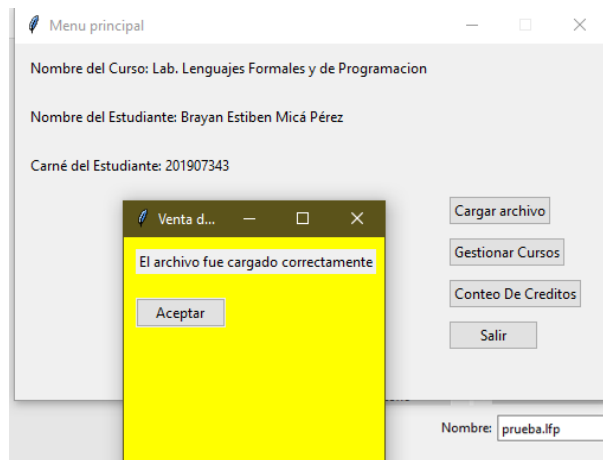 Menu principal
Nombre del Curso: Lab. Lenguajes Formales y de Programacion
Nombre del Estudiante: Brayan Estiben Micá Pérez
Carné del Estudiante: 201907343
Venta d...
El archivo fue cargado correctamente
Aceptar
Cargar archivo
Gestionar Cursos
Conteo De Creditos
Salir
Nombre: prueba.lfp